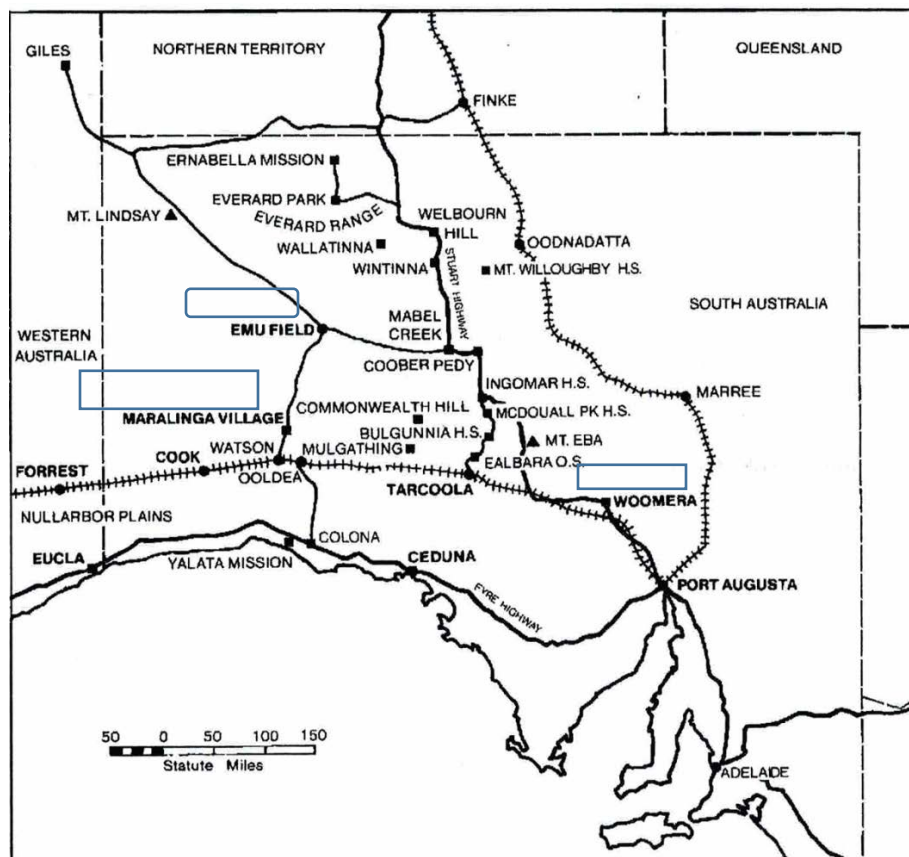 NORTHERN TERRITORY
QUEENSLAND
GILES
FINKE
ERNABELLA MISSION
EVERARD PARK
EVERARD RANGE
MT. LINDSAY
WELBOURN
HILL
OODNADATTA
WALLATINNA
WINTINNA
STUART HIGHWAY
MT. WILLOUGHBY H.S.
SOUTH AUSTRALIA
MABEL
CREEK
EMU FIELD
WESTERN
AUSTRALIA
COOBER PEDY
INGOMAR H.S.
MARREE
COMMONWEALTH HILL
MCDOUALL PK H.S.
MARALINGA VILLAGE
BULGUNNIA H.S.
MT. EBA
WATSON
MULGATHING
EALBARA O.S.
COOK
FORREST
OOLDEA
TARCOOLA
WOOMERA
NULLARBOR PLAINS
COLONA
EUCLA
YALATA MISSION
CEDUNA
PORT AUGUSTA
EYRE HIGHWAY
50 0 50 100 150
Statute Miles
ADELAIDE